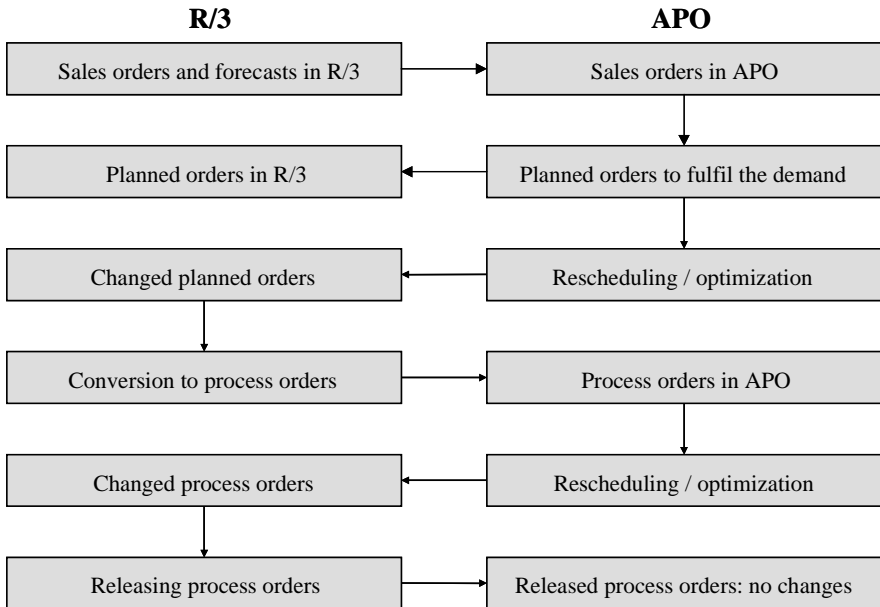 R/3
APO
Sales orders and forecasts in R/3
Sales orders in APO
Planned orders in R/3
Planned orders to fulfil the demand
Changed planned orders
Rescheduling / optimization
Conversion to process orders
Process orders in APO
Changed process orders
Rescheduling / optimization
Releasing process orders
Released process orders: no changes